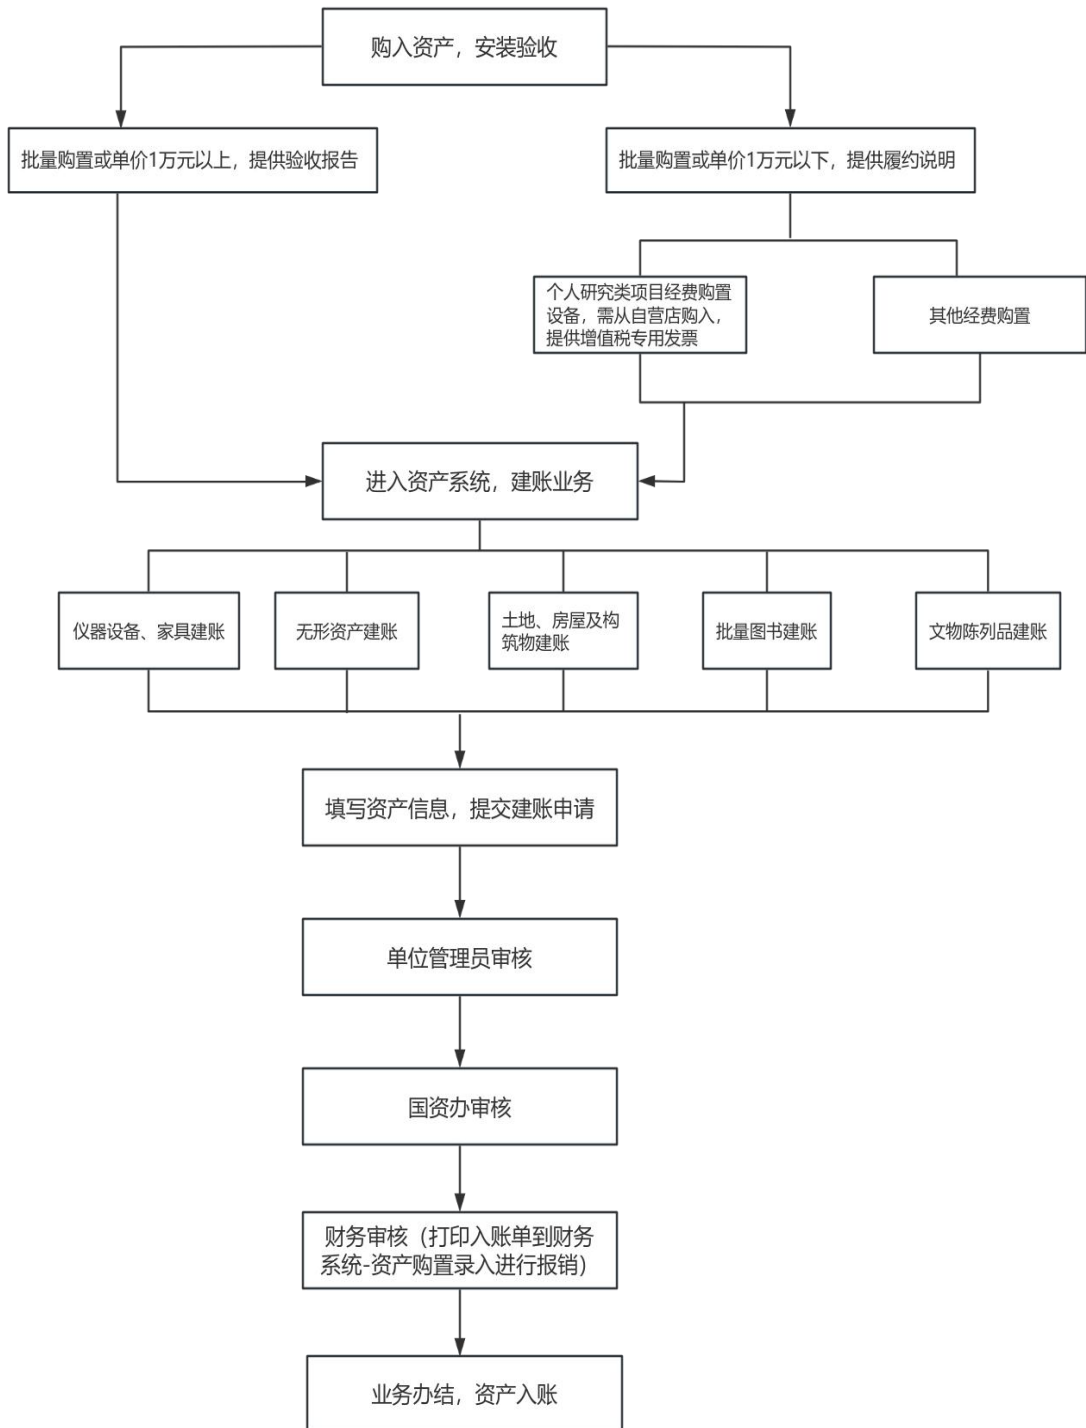 购入资产，安装验收
批量购置或单价1万元以上，提供验收报告
批量购置或单价1万元以下，提供履约说明
个人研究类项目经费购置
设备，需从自营店购入，
提供增值税专用发票
其他经费购置
进入资产系统，建账业务
仪器设备、家具建账
无形资产建账
土地、房屋及构
筑物建账
批量图书建账
文物陈列品建账
填写资产信息，提交建账申请
单位管理员审核
国资办审核
财务审核（打印入账单到财务
系统-资产购置录入进行报销）
业务办结，资产入账